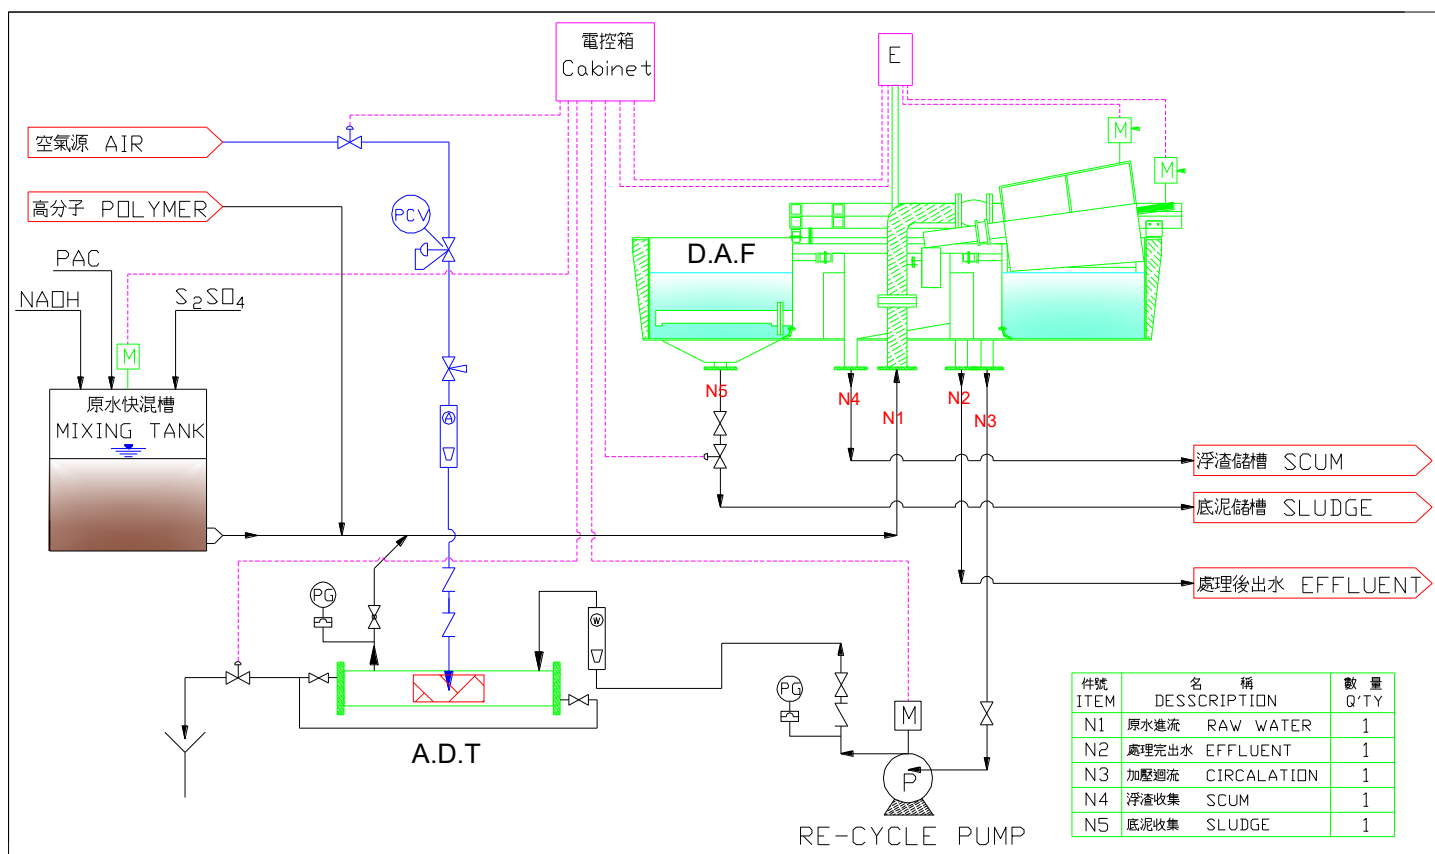 電控箱
Cabinet
E
空氣源 AIR
高分子 POLYMER
PAC
NAOH
S2SO4
M
原水快混槽
MIXING TANK
PCV
A
D.A.F
M
M
N5
N4
N1
N2
N3
浮渣儲槽 SCUM
底泥儲槽 SLUDGE
處理後出水 EFFLUENT
PG
W
A.D.T
PG
M
P
RE-CYCLE PUMP
件號 名 稱 數 量
ITEM DESSCRIPTION Q'TY
N1 原水進流 RAW WATER 1
N2 處理完出水 EFFLUENT 1
N3 加壓迴流 CIRCALATION 1
N4 浮渣收集 SCUM 1
N5 底泥收集 SLUDGE 1